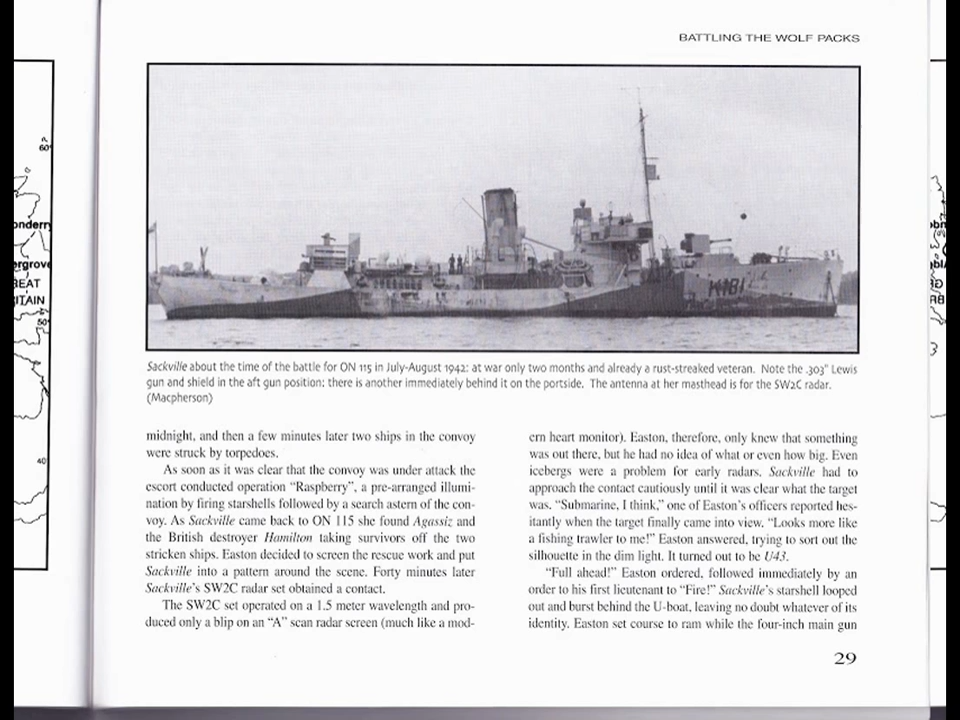 BATTLING THE WOLF PACKS
60°
onderry
ergrove
REAT
ITAIN
50°
40
K181
Sackville about the time of the battle for ON 115 in July-August 1942: at war only two months and already a rust-streaked veteran. Note the .303" Lewis
gun and shield in the aft gun position; there is another immediately behind it on the portside. The antenna at her masthead is for the SW2C radar.
(Macpherson)
midnight, and then a few minutes later two ships in the convoy
were struck by torpedoes.
As soon as it was clear that the convoy was under attack the
escort conducted operation “Raspberry”, a pre-arranged illumi-
nation by firing starshells followed by a search astern of the con-
voy. As Sackville came back to ON 115 she found Agassiz and
the British destroyer Hamilton taking survivors off the two
stricken ships. Easton decided to screen the rescue work and put
Sackville into a pattern around the scene. Forty minutes later
Sackville's SW2C radar set obtained a contact.
The SW2C set operated on a 1.5 meter wavelength and pro-
duced only a blip on an “A” scan radar screen (much like a mod-
ern heart monitor). Easton, therefore, only knew that something
was out there, but he had no idea of what or even how big. Even
icebergs were a problem for early radars. Sackville had to
approach the contact cautiously until it was clear what the target
was. “Submarine, I think,” one of Easton's officers reported hes-
itantly when the target finally came into view. “Looks more like
a fishing trawler to me!” Easton answered, trying to sort out the
silhouette in the dim light. It turned out to be U43.
“Full ahead!” Easton ordered, followed immediately by an
order to his first lieutenant to “Fire!” Sackville's starshell looped
out and burst behind the U-boat, leaving no doubt whatever of its
identity. Easton set course to ram while the four-inch main gun
29